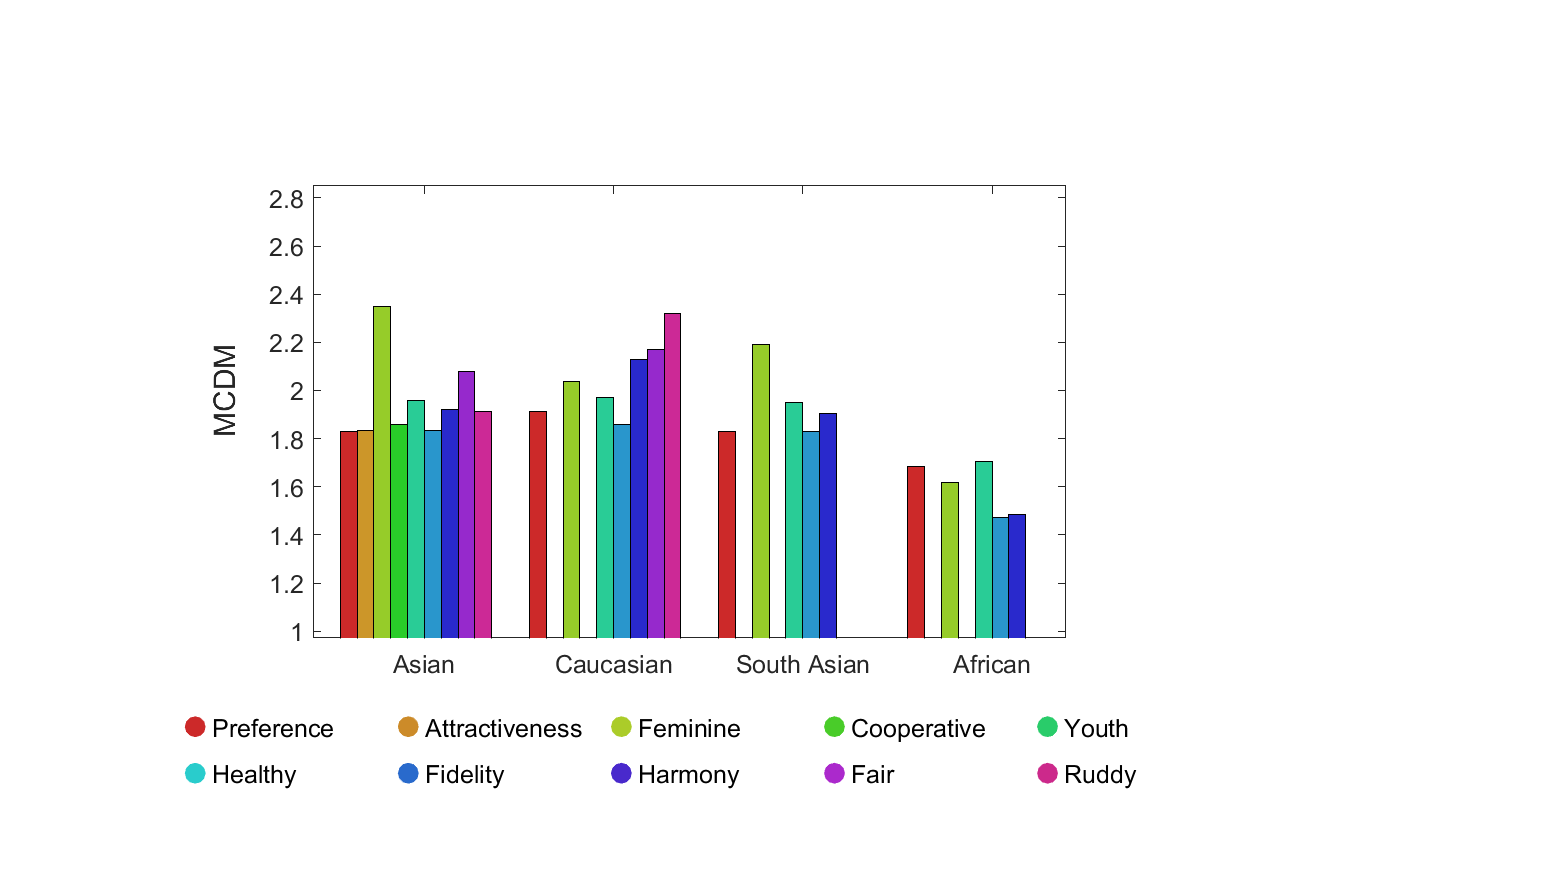 2.8
2.6
2.4
2.2
2
1.8
1.6
1.4
1.2
1
MCDM
Asian Caucasian South Asian African
Preference Attractiveness Feminine Cooperative Youth
Healthy Fidelity Harmony Fair Ruddy